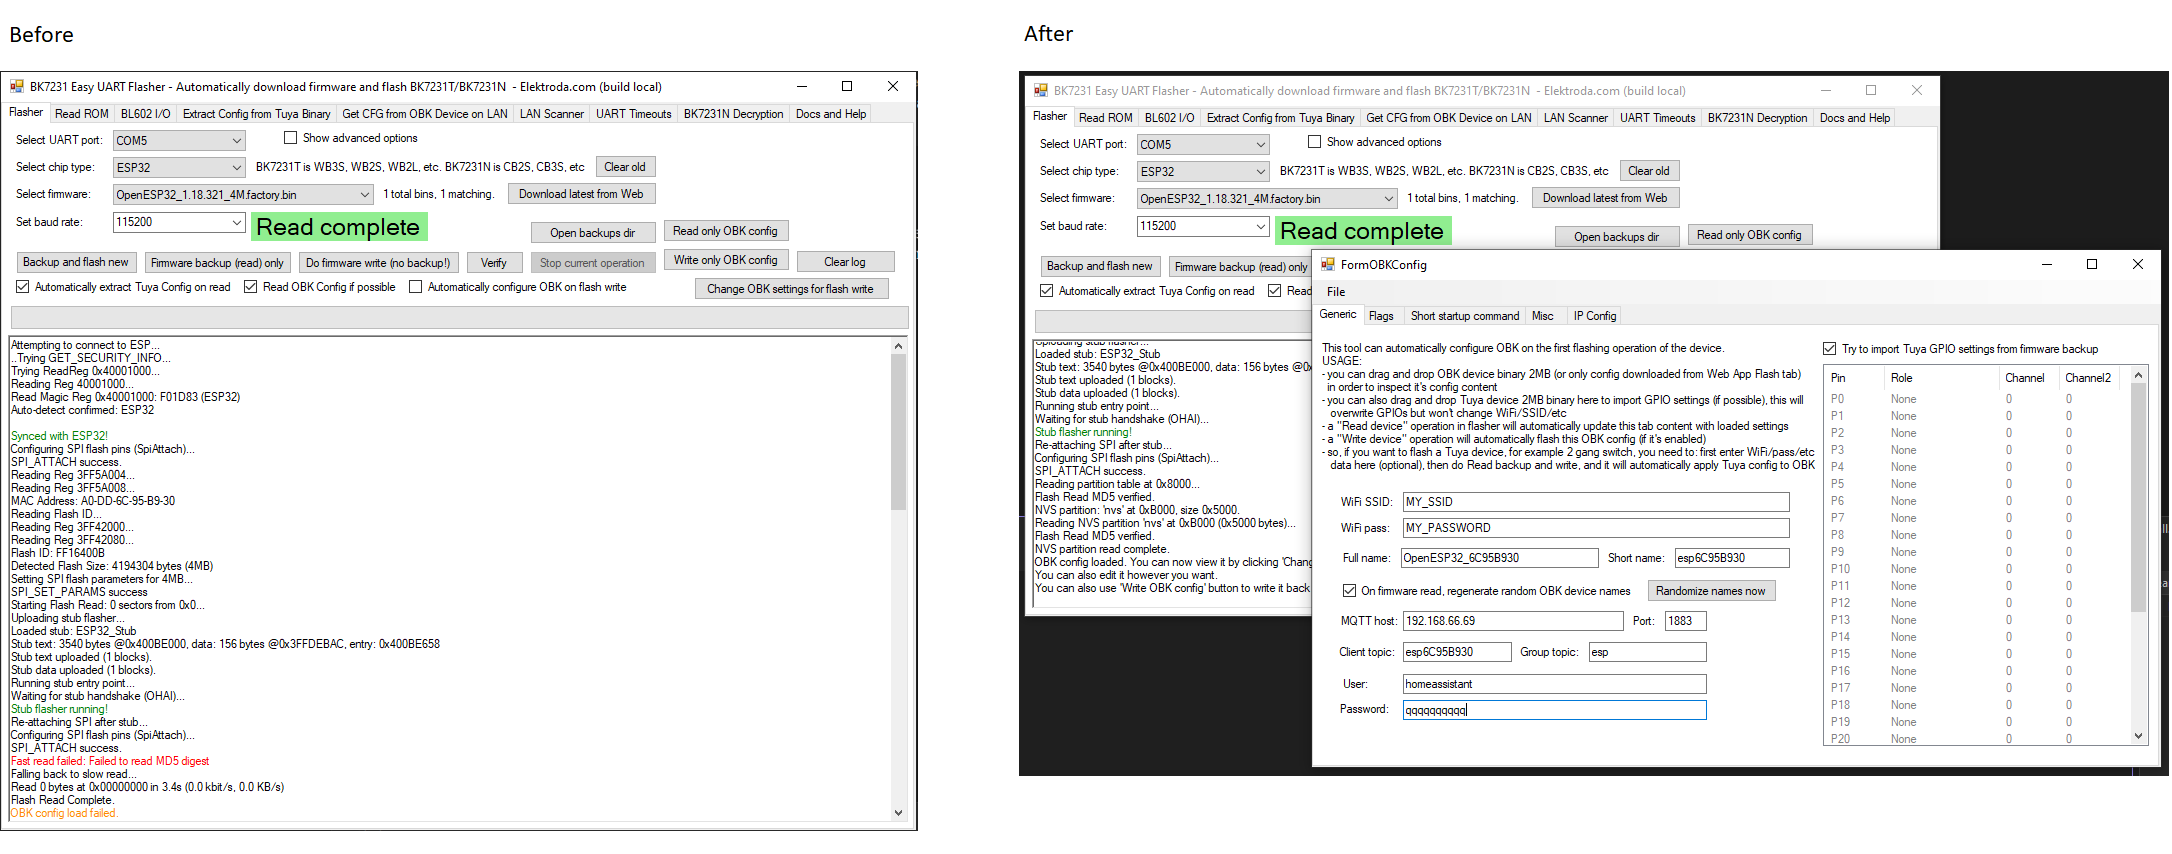 Before
BK7231 Easy UART Flasher - Automatically download firmware and flash BK7231T/BK7231N - Elektroda.com (build local)
Flasher Read ROM BL602 I/O Extract Config from Tuya Binary Get CFG from OBK Device on LAN LAN Scanner UART Timeouts BK7231N Decryption Docs and Help
Select UART port: COM5 Show advanced options
Select chip type: ESP32 BK7231T is WB3S, WB2S, WB2L, etc. BK7231N is CB2S, CB3S, etc Clear old
Select firmware: OpenESP32_1.18.321_4M.factory.bin 1 total bins, 1 matching. Download latest from Web
Set baud rate: 115200 Read complete Open backups dir Read only OBK config
Backup and flash new Firmware backup (read) only Do firmware write (no backup!) Verify Stop current operation Write only OBK config Clear log
Automatically extract Tuya Config on read Read OBK Config if possible Automatically configure OBK on flash write Change OBK settings for flash write
Attempting to connect to ESP...
..Trying GET_SECURITY_INFO...
Trying ReadReg 0x40001000...
Reading Reg 40001000...
Read Magic Reg 0x40001000: F01D83 (ESP32)
Auto-detect confirmed: ESP32
Synced with ESP32!
Configuring SPI flash pins (SpiAttach)...
SPI_ATTACH success.
Reading Reg 3FF5A004...
Reading Reg 3FF5A008...
MAC Address: A0-DD-6C-95-B9-30
Reading Flash ID...
Reading Reg 3FF42000...
Reading Reg 3FF42080...
Flash ID: FF16400B
Detected Flash Size: 4194304 bytes (4MB)
Setting SPI flash parameters for 4MB...
SPI_SET_PARAMS success
Starting Flash Read: 0 sectors from 0x0...
Uploading stub flasher...
Loaded stub: ESP32_Stub
Stub text: 3540 bytes @0x400BE000, data: 156 bytes @0x3FFDEBAC, entry: 0x400BE658
Stub text uploaded (1 blocks).
Stub data uploaded (1 blocks).
Running stub entry point...
Waiting for stub handshake (OHAI)...
Stub flasher running!
Re-attaching SPI after stub...
Configuring SPI flash pins (SpiAttach)...
SPI_ATTACH success.
Fast read failed: Failed to read MD5 digest
Falling back to slow read...
Read 0 bytes at 0x00000000 in 3.4s (0.0 kbit/s, 0.0 KB/s)
Flash Read Complete.
OBK config load failed.
After
BK7231 Easy UART Flasher - Automatically download firmware and flash BK7231T/BK7231N - Elektroda.com (build local)
Flasher Read ROM BL602 I/O Extract Config from Tuya Binary Get CFG from OBK Device on LAN LAN Scanner UART Timeouts BK7231N Decryption Docs and Help
Select UART port: COM5 Show advanced options
Select chip type: ESP32 BK7231T is WB3S, WB2S, WB2L, etc. BK7231N is CB2S, CB3S, etc Clear old
Select firmware: OpenESP32_1.18.321_4M.factory.bin 1 total bins, 1 matching. Download latest from Web
Set baud rate: 115200 Read complete Open backups dir Read only OBK config
Backup and flash new Firmware backup (read) only
Automatically extract Tuya Config on read Read
Uploading stub flasher...
Loaded stub: ESP32_Stub
Stub text: 3540 bytes @0x400BE000, data: 156 bytes @0x
Stub text uploaded (1 blocks).
Stub data uploaded (1 blocks).
Running stub entry point...
Waiting for stub handshake (OHAI)...
Stub flasher running!
Re-attaching SPI after stub...
Configuring SPI flash pins (SpiAttach)...
SPI_ATTACH success.
Reading partition table at 0x8000...
Flash Read MD5 verified.
NVS partition: 'nvs' at 0xB000, size 0x5000.
Reading NVS partition 'nvs' at 0xB000 (0x5000 bytes)...
Flash Read MD5 verified.
NVS partition read complete.
OBK config loaded. You can now view it by clicking 'Chang
You can also edit it however you want.
You can also use 'Write OBK config' button to write it back
FormOBKConfig
File
Generic Flags Short startup command Misc IP Config
This tool can automatically configure OBK on the first flashing operation of the device.
USAGE:
- you can drag and drop OBK device binary 2MB (or only config downloaded from Web App Flash tab)
in order to inspect it's config content
- you can also drag and drop Tuya device 2MB binary here to import GPIO settings (if possible), this will
overwrite GPIOs but won't change WiFi/SSID/etc
- a "Read device" operation in flasher will automatically update this tab content with loaded settings
- a "Write device" operation will automatically flash this OBK config (if it's enabled)
- so, if you want to flash a Tuya device, for example 2 gang switch, you need to: first enter WiFi/pass/etc
data here (optional), then do Read backup and write, and it will automatically apply Tuya config to OBK
WiFi SSID: MY_SSID
WiFi pass: MY_PASSWORD
Full name: OpenESP32_6C95B930 Short name: esp6C95B930
On firmware read, regenerate random OBK device names Randomize names now
MQTT host: 192.168.66.69 Port: 1883
Client topic: esp6C95B930 Group topic: esp
User: homeassistant
Password: qqqqqqqqqq
Try to import Tuya GPIO settings from firmware backup
Pin Role Channel Channel2
P0 None 0 0
P1 None 0 0
P2 None 0 0
P3 None 0 0
P4 None 0 0
P5 None 0 0
P6 None 0 0
P7 None 0 0
P8 None 0 0
P9 None 0 0
P10 None 0 0
P11 None 0 0
P12 None 0 0
P13 None 0 0
P14 None 0 0
P15 None 0 0
P16 None 0 0
P17 None 0 0
P18 None 0 0
P19 None 0 0
P20 None 0 0